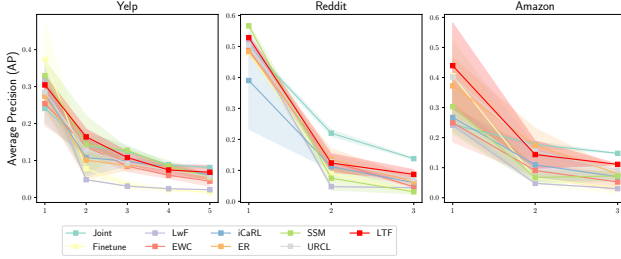 Yelp
Reddit
Amazon
Average Precision (AP)
0.4
0.3
0.2
0.1
0.0
1 2 3 4 5
0.6
0.5
0.4
0.3
0.2
0.1
0.0
1 2 3
0.6
0.5
0.4
0.3
0.2
0.1
0.0
1 2 3
Joint LwF iCaRL SSM LTF
Finetune EWC ER URCL